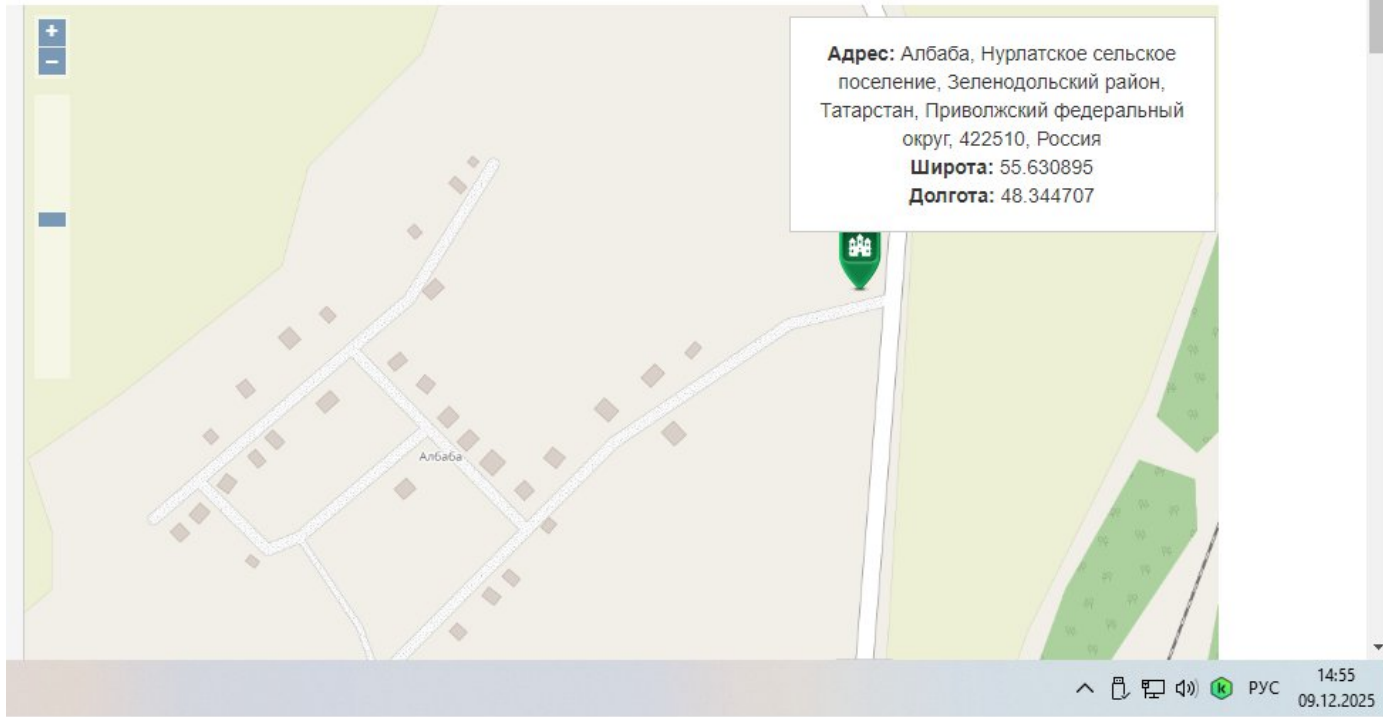 +
−
Адрес: Албаба, Нурлатское сельское
поселение, Зеленодольский район,
Татарстан, Приволжский федеральный
округ, 422510, Россия
Широта: 55.630895
Долгота: 48.344707
Албаба
k РУС 14:55
09.12.2025